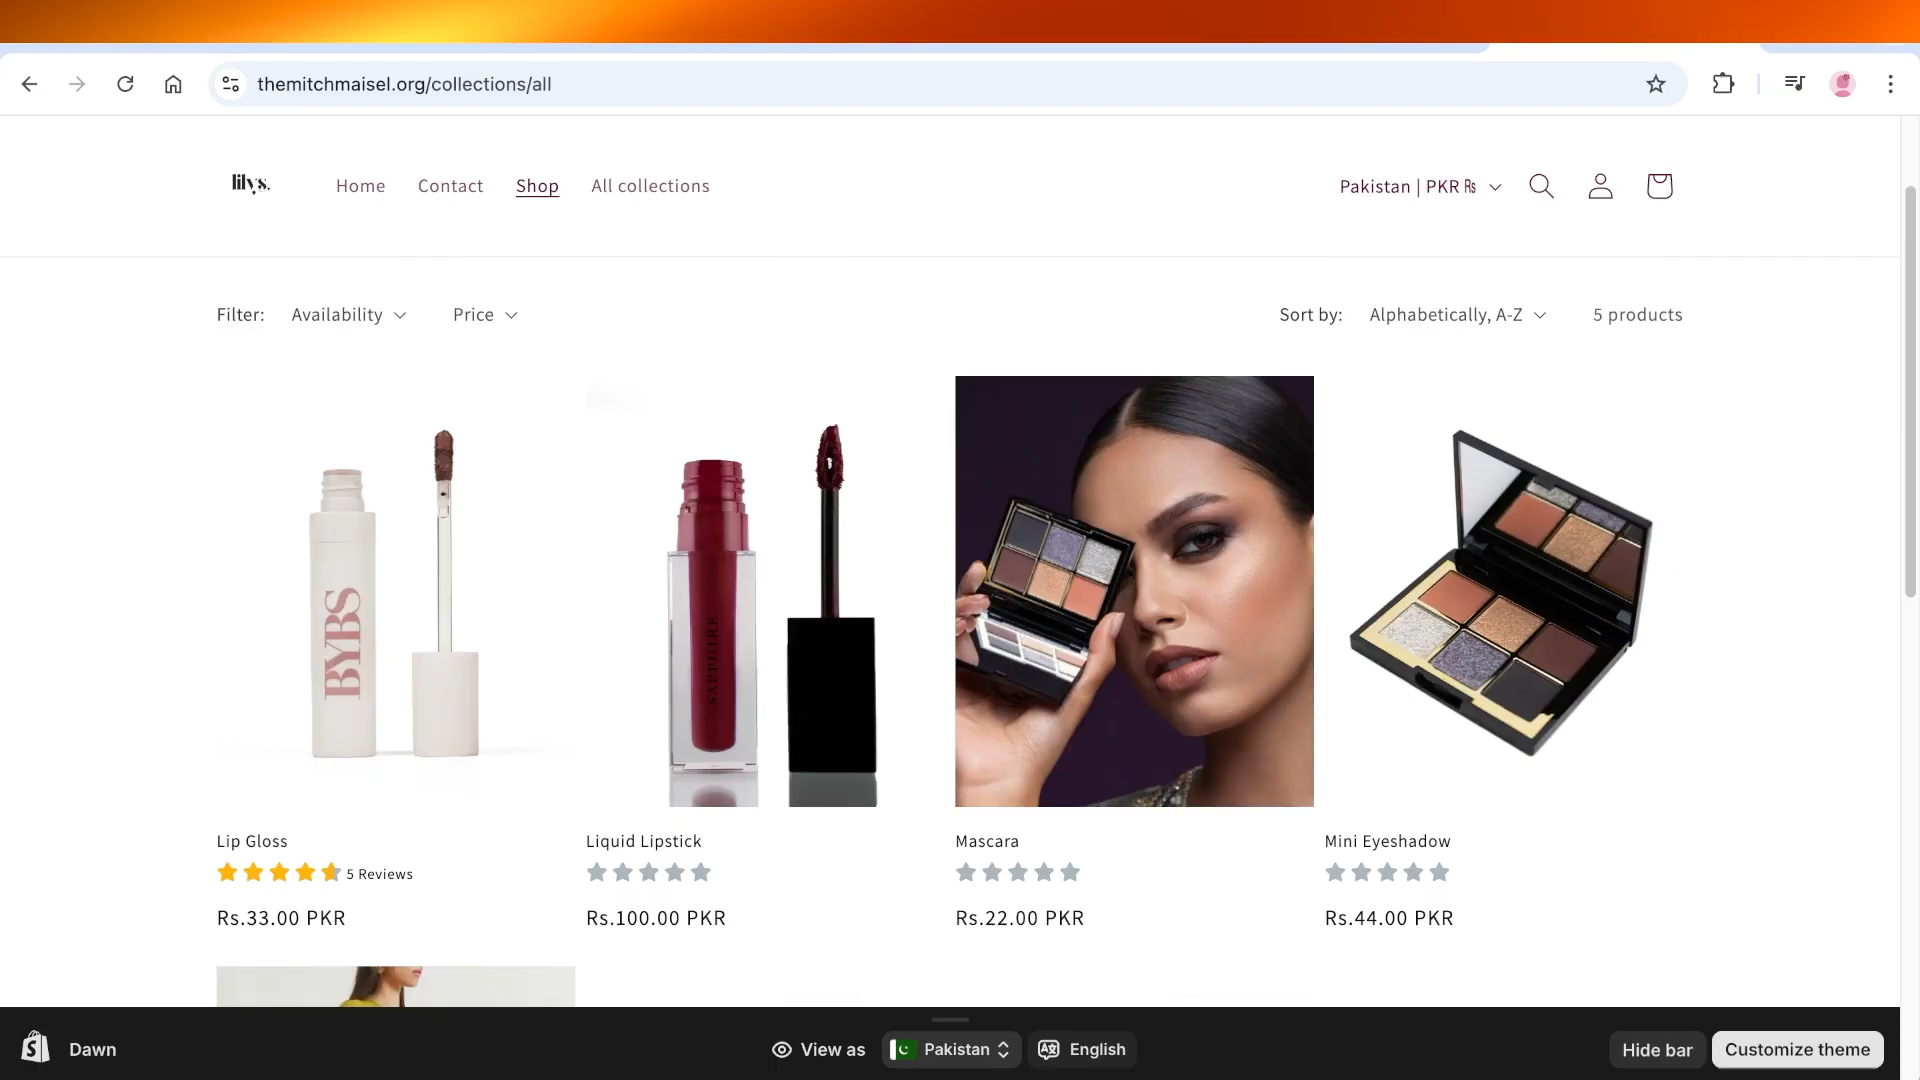 themitchmaisel.org/collections/all
lilys.
Home
Contact
Shop
All collections
Pakistan | PKR ₨
Filter:
Availability
Price
Sort by:
Alphabetically, A-Z
5 products
BYBS
SAPPHIRE
Lip Gloss
5 Reviews
Rs.33.00 PKR
Liquid Lipstick
Rs.100.00 PKR
Mascara
Rs.22.00 PKR
Mini Eyeshadow
Rs.44.00 PKR
Dawn
View as
Pakistan
English
Hide bar
Customize theme